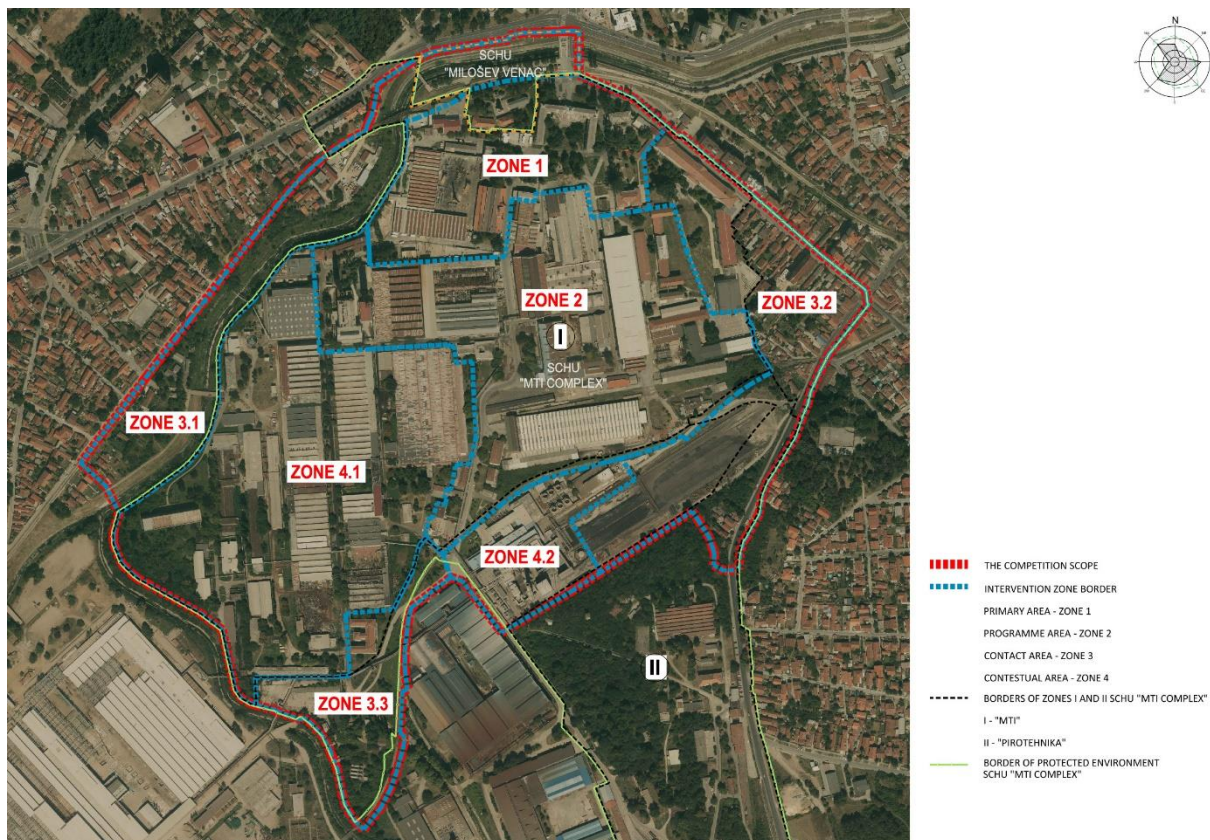 N
SCHU
"MILOŠEV VENAC"
ZONE 1
ZONE 2
ZONE 3.2
I
SCHU
"MTI COMPLEX"
ZONE 3.1
ZONE 4.1
ZONE 4.2
II
ZONE 3.3
THE COMPETITION SCOPE
INTERVENTION ZONE BORDER
PRIMARY AREA - ZONE 1
PROGRAMME AREA - ZONE 2
CONTACT AREA - ZONE 3
CONTESTUAL AREA - ZONE 4
BORDERS OF ZONES I AND II SCHU "MTI COMPLEX"
I - "MTI"
II - "PIROTEHNIKA"
BORDER OF PROTECTED ENVIRONMENT
SCHU "MTI COMPLEX"